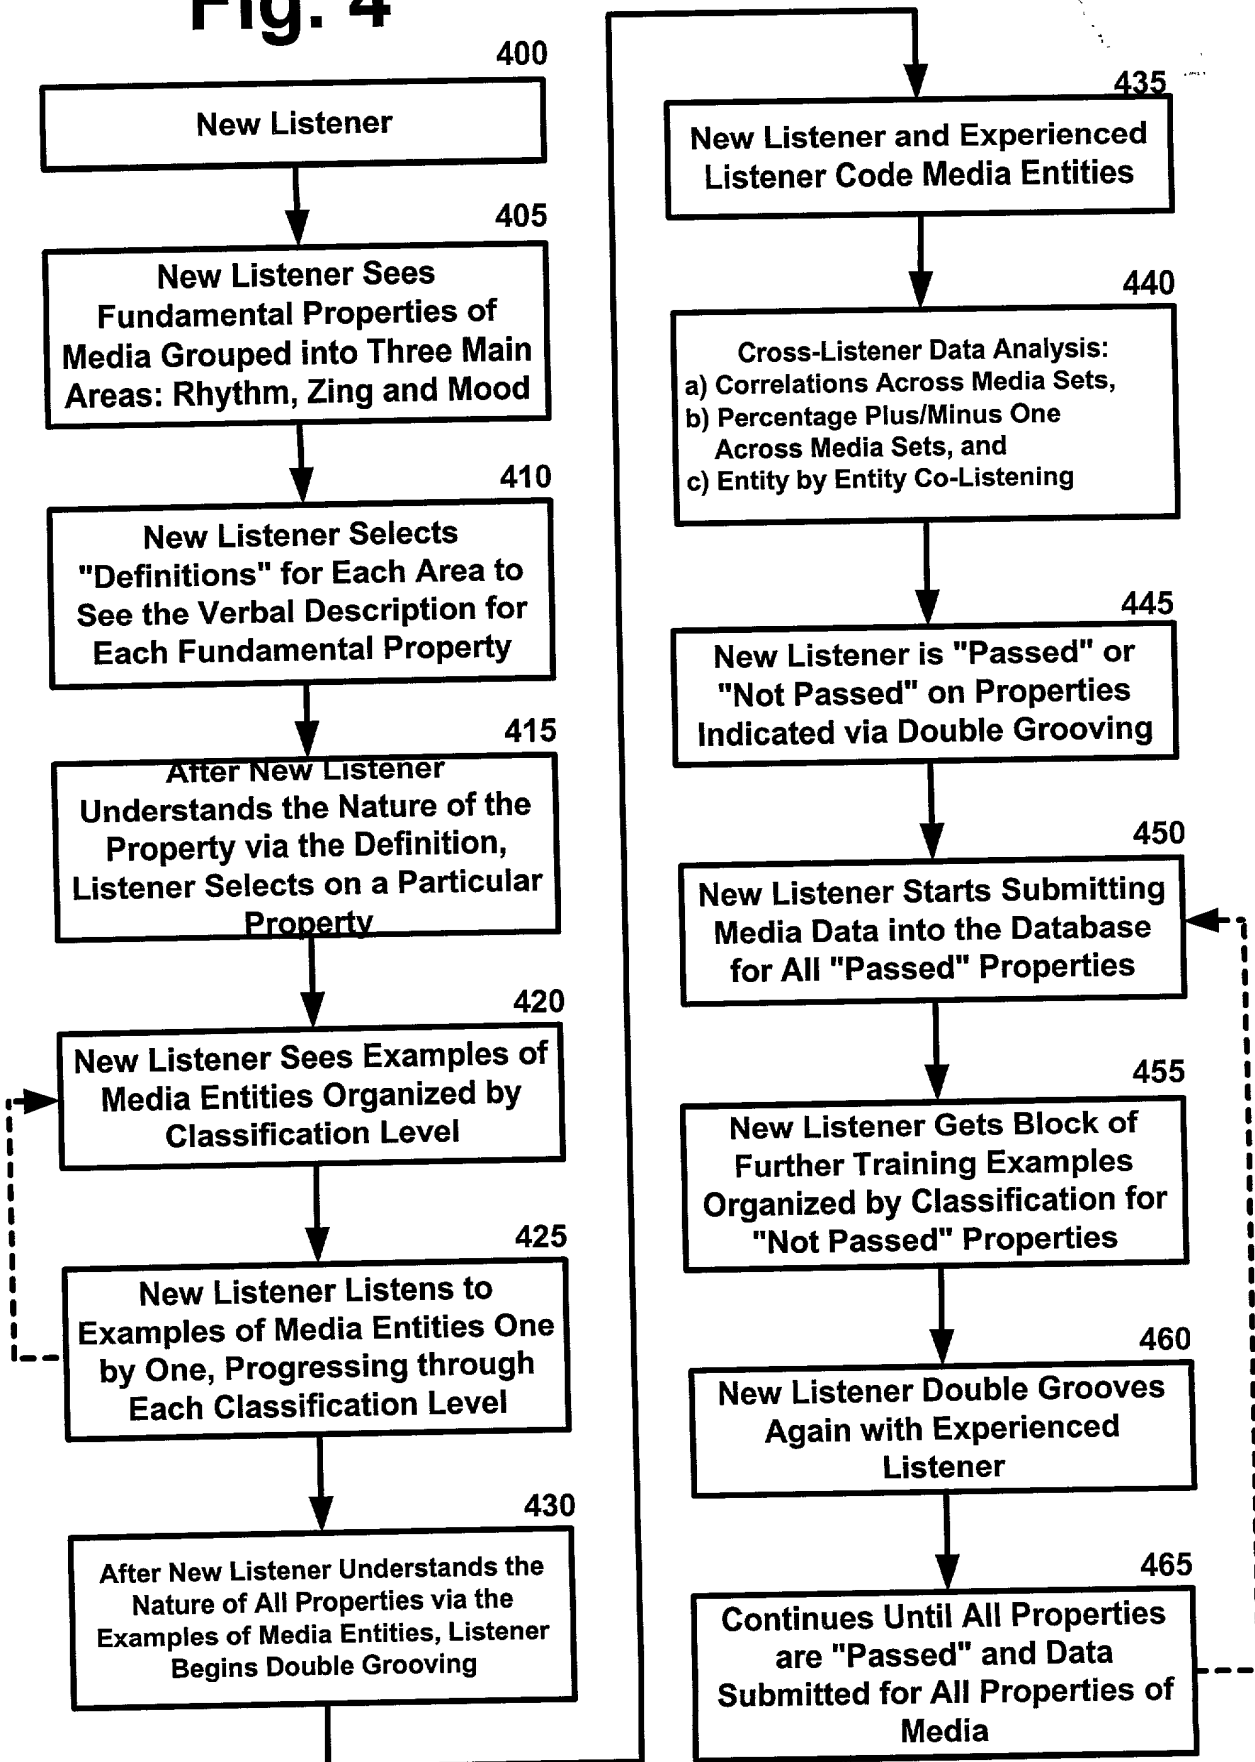 Fig. 4
400
New Listener
405
New Listener Sees
Fundamental Properties of
Media Grouped into Three Main
Areas: Rhythm, Zing and Mood
410
New Listener Selects
"Definitions" for Each Area to
See the Verbal Description for
Each Fundamental Property
415
After New Listener
Understands the Nature of the
Property via the Definition,
Listener Selects on a Particular
Property
420
New Listener Sees Examples of
Media Entities Organized by
Classification Level
425
New Listener Listens to
Examples of Media Entities One
by One, Progressing through
Each Classification Level
430
After New Listener Understands the
Nature of All Properties via the
Examples of Media Entities, Listener
Begins Double Grooving
435
New Listener and Experienced
Listener Code Media Entities
440
Cross-Listener Data Analysis:
a) Correlations Across Media Sets,
b) Percentage Plus/Minus One
Across Media Sets, and
c) Entity by Entity Co-Listening
445
New Listener is "Passed" or
"Not Passed" on Properties
Indicated via Double Grooving
450
New Listener Starts Submitting
Media Data into the Database
for All "Passed" Properties
455
New Listener Gets Block of
Further Training Examples
Organized by Classification for
"Not Passed" Properties
460
New Listener Double Grooves
Again with Experienced
Listener
465
Continues Until All Properties
are "Passed" and Data
Submitted for All Properties of
Media